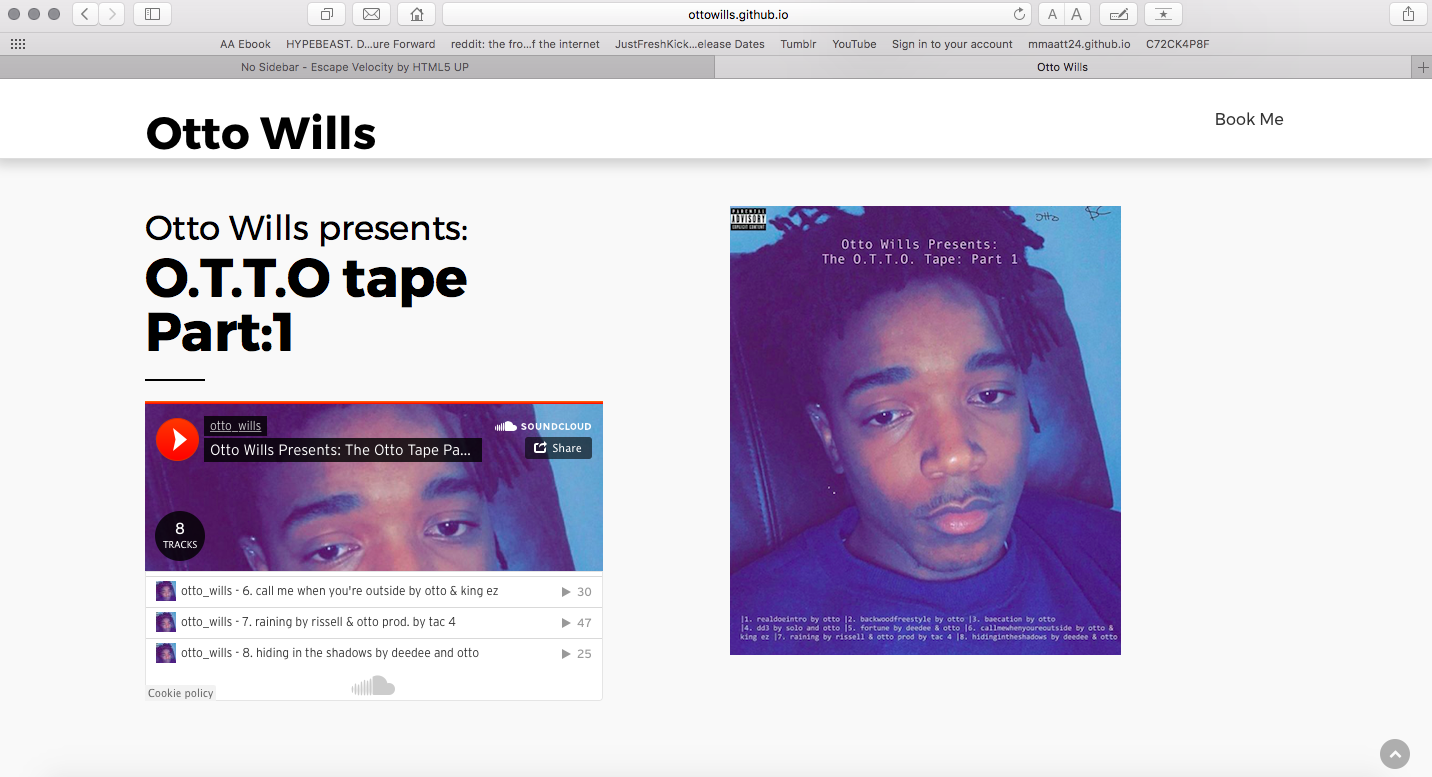 ottowills.github.io
A A
AA Ebook HYPEBEAST. D...ure Forward reddit: the fro...f the internet JustFreshKick...elease Dates Tumblr YouTube Sign in to your account mmaatt24.github.io C72CK4P8F
No Sidebar - Escape Velocity by HTML5 UP
Otto Wills
Otto Wills
Book Me
Otto Wills presents:
O.T.T.O tape
Part:1
otto_wills
SOUNDCLOUD
Otto Wills Presents: The Otto Tape Pa...
Share
8
TRACKS
otto_wills - 6. call me when you're outside by otto & king ez 30
otto_wills - 7. raining by rissell & otto prod. by tac 4 47
otto_wills - 8. hiding in the shadows by deedee and otto 25
Cookie policy
PARENTAL
ADVISORY
EXPLICIT CONTENT
otto
Otto Wills Presents:
The O.T.T.O. Tape: Part 1
|1. realdoeintro by otto |2. backwoodfreestyle by otto |3. baecation by otto
|4. dd3 by solo and otto |5. fortune by deedee & otto |6. callmewhenyoureoutside by otto &
king ez |7. raining by rissell & otto prod by tac 4 |8. hidingintheshadows by deedee & otto